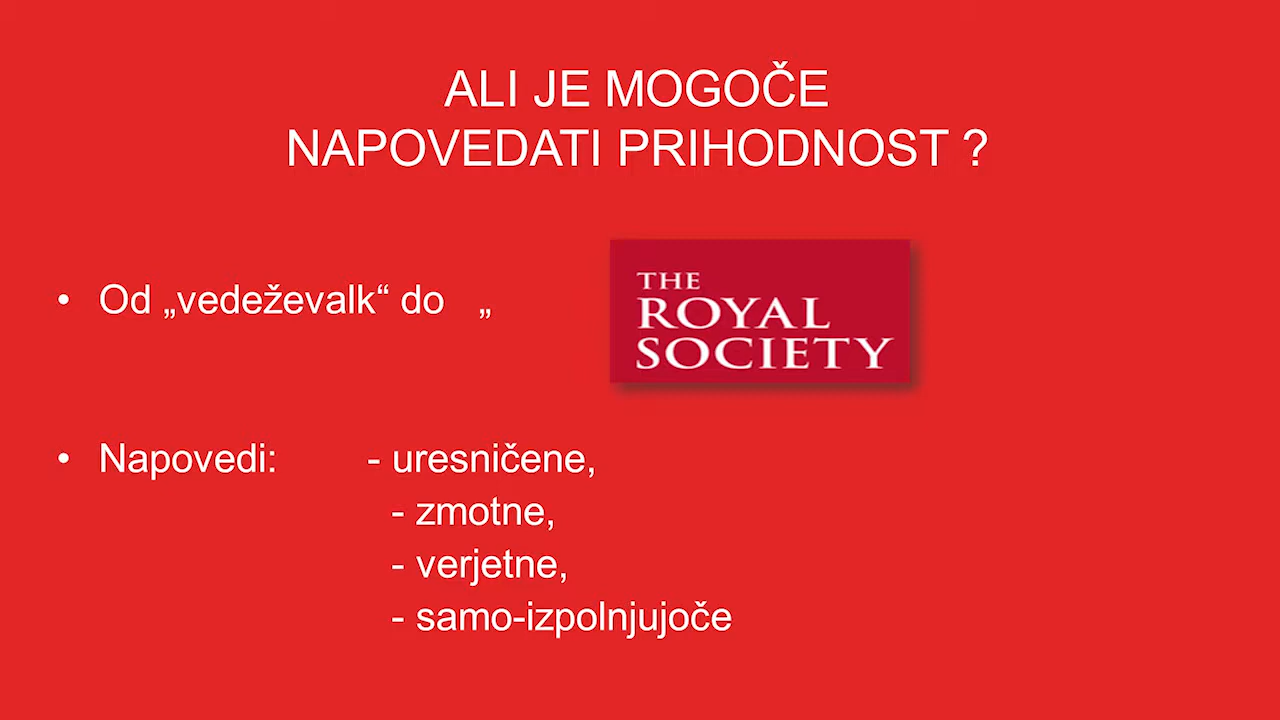 ALI JE MOGOČE
NAPOVEDATI PRIHODNOST ?
• Od „vedeževalk“ do „
THE
ROYAL
SOCIETY
• Napovedi: - uresničene,
- zmotne,
- verjetne,
- samo-izpolnjujoče